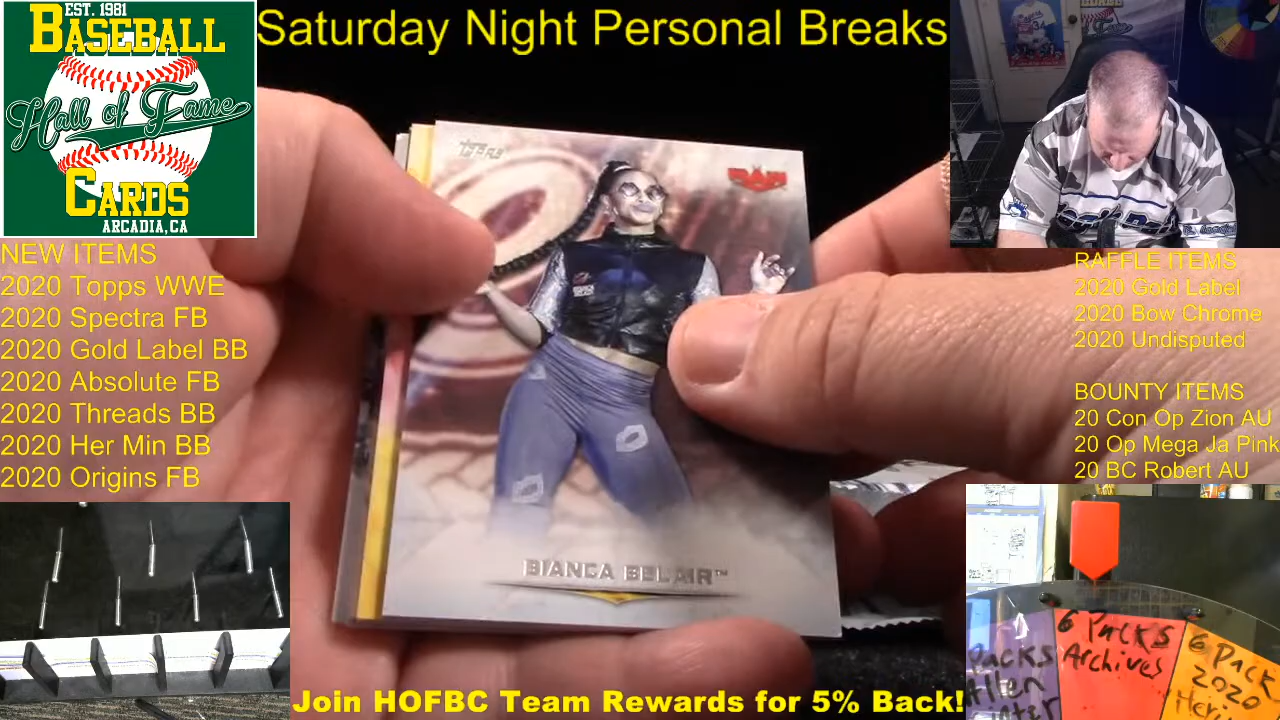 EST. 1981
BASEBALL
Hall of Fame
CARDS
ARCADIA, CA
Saturday Night Personal Breaks
NEW ITEMS
2020 Topps WWE
2020 Spectra FB
2020 Gold Label BB
2020 Absolute FB
2020 Threads BB
2020 Her Min BB
2020 Origins FB
TOPPS
RAW
BIANCA BELAIR™
RAFFLE ITEMS
2020 Gold Label
2020 Bow Chrome
2020 Undisputed
BOUNTY ITEMS
20 Con Op Zion AU
20 Op Mega Ja Pink
20 BC Robert AU
6 Packs
Archives
6 Pack
2020
Heri
Join HOFBC Team Rewards for 5% Back!